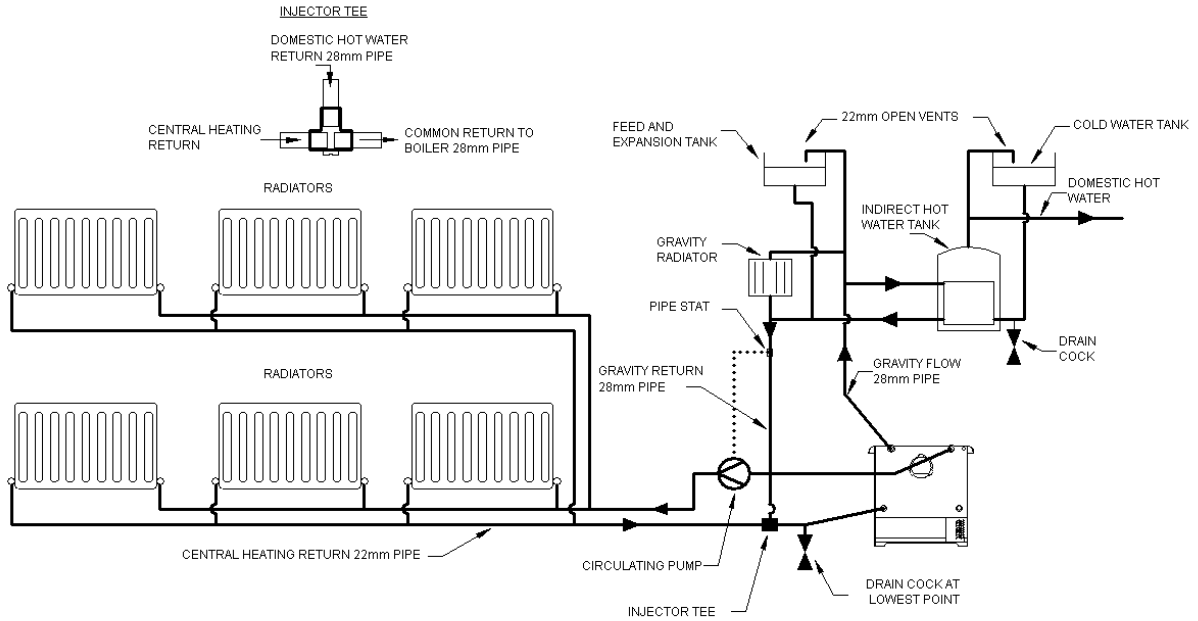 INJECTOR TEE
DOMESTIC HOT WATER
RETURN 28mm PIPE
CENTRAL HEATING
RETURN
COMMON RETURN TO
BOILER 28mm PIPE
RADIATORS
FEED AND
EXPANSION TANK
22mm OPEN VENTS
COLD WATER TANK
DOMESTIC HOT
WATER
INDIRECT HOT
WATER TANK
GRAVITY
RADIATOR
PIPE STAT
DRAIN
COCK
GRAVITY FLOW
28mm PIPE
RADIATORS
GRAVITY RETURN
28mm PIPE
CENTRAL HEATING RETURN 22mm PIPE
CIRCULATING PUMP
DRAIN COCK AT
LOWEST POINT
INJECTOR TEE